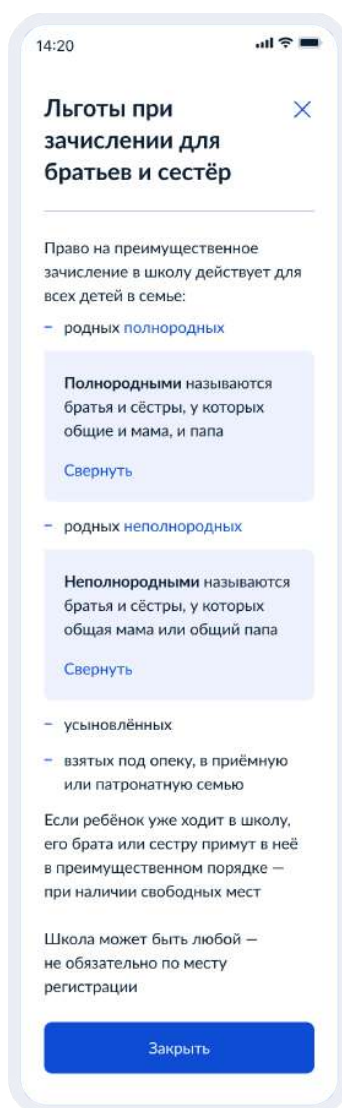 14:20
Льготы при
зачислении для
братьев и сестёр
Право на преимущественное
зачисление в школу действует для
всех детей в семье:
– родных полнородных
Полнородными называются
братья и сёстры, у которых
общие и мама, и папа
Свернуть
– родных неполнородных
Неполнородными называются
братья и сёстры, у которых
общая мама или общий папа
Свернуть
– усыновлённых
– взятых под опеку, в приёмную
или патронатную семью
Если ребёнок уже ходит в школу,
его брата или сестру примут в неё
в преимущественном порядке —
при наличии свободных мест
Школа может быть любой —
не обязательно по месту
регистрации
Закрыть